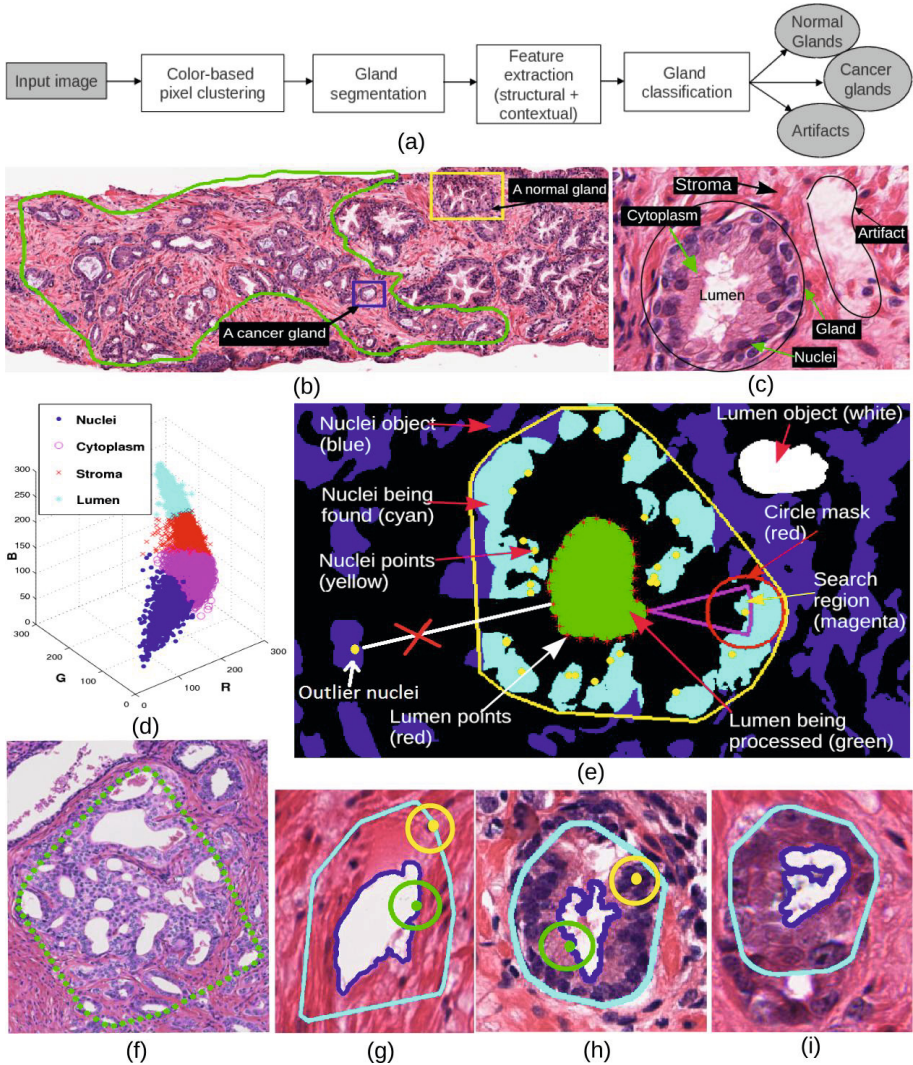 Input image
Color-based
pixel clustering
Gland
segmentation
Feature
extraction
(structural +
contextual)
Gland
classification
Normal
Glands
Cancer
glands
Artifacts
(a)
A normal gland
A cancer gland
(b)
Stroma
Cytoplasm
Artifact
Lumen
Gland
Nuclei
(c)
Nuclei
Cytoplasm
Stroma
Lumen
300
250
200
150
100
50
0
B
300
200
100
0
G
0
100
200
300
R
(d)
Nuclei object
(blue)
Lumen object (white)
Nuclei being
found (cyan)
Circle mask
(red)
Nuclei points
(yellow)
Search
region
(magenta)
Outlier nuclei
Lumen points
(red)
Lumen being
processed (green)
(e)
(f)
(g)
(h)
(i)